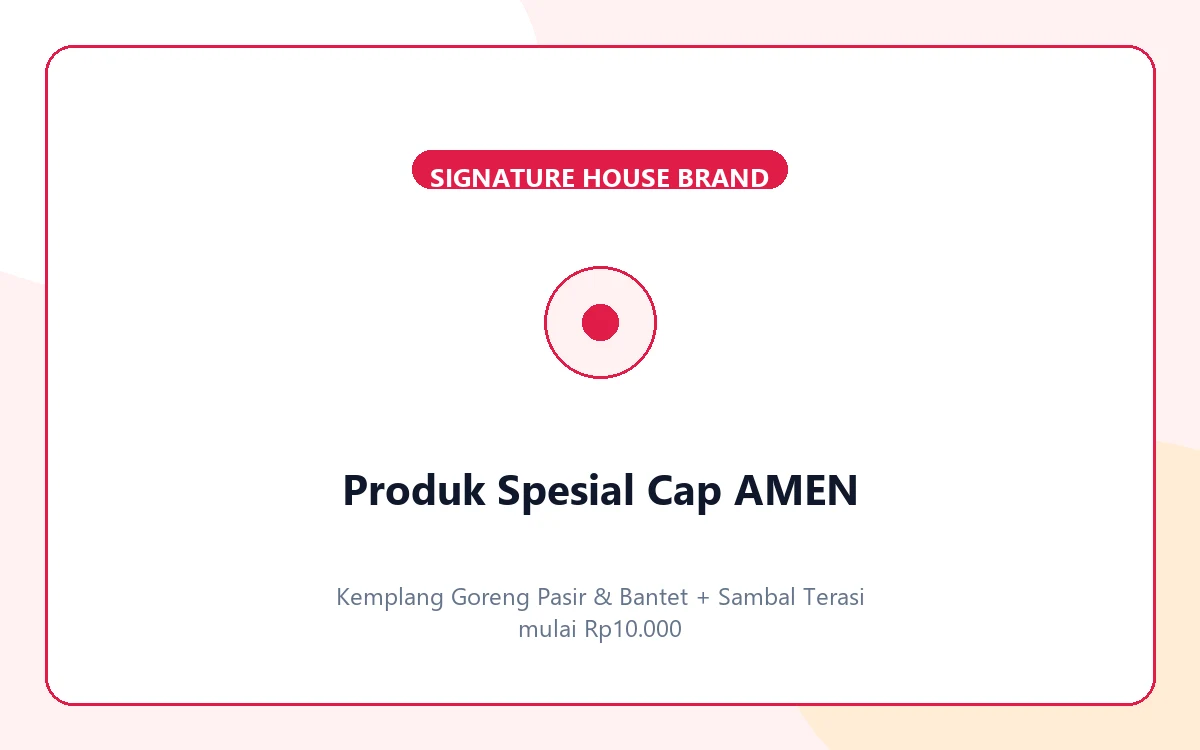 SIGNATURE HOUSE BRAND
Produk Spesial Cap AMEN
Kemplang Goreng Pasir & Bantet + Sambal Terasi
mulai Rp10.000